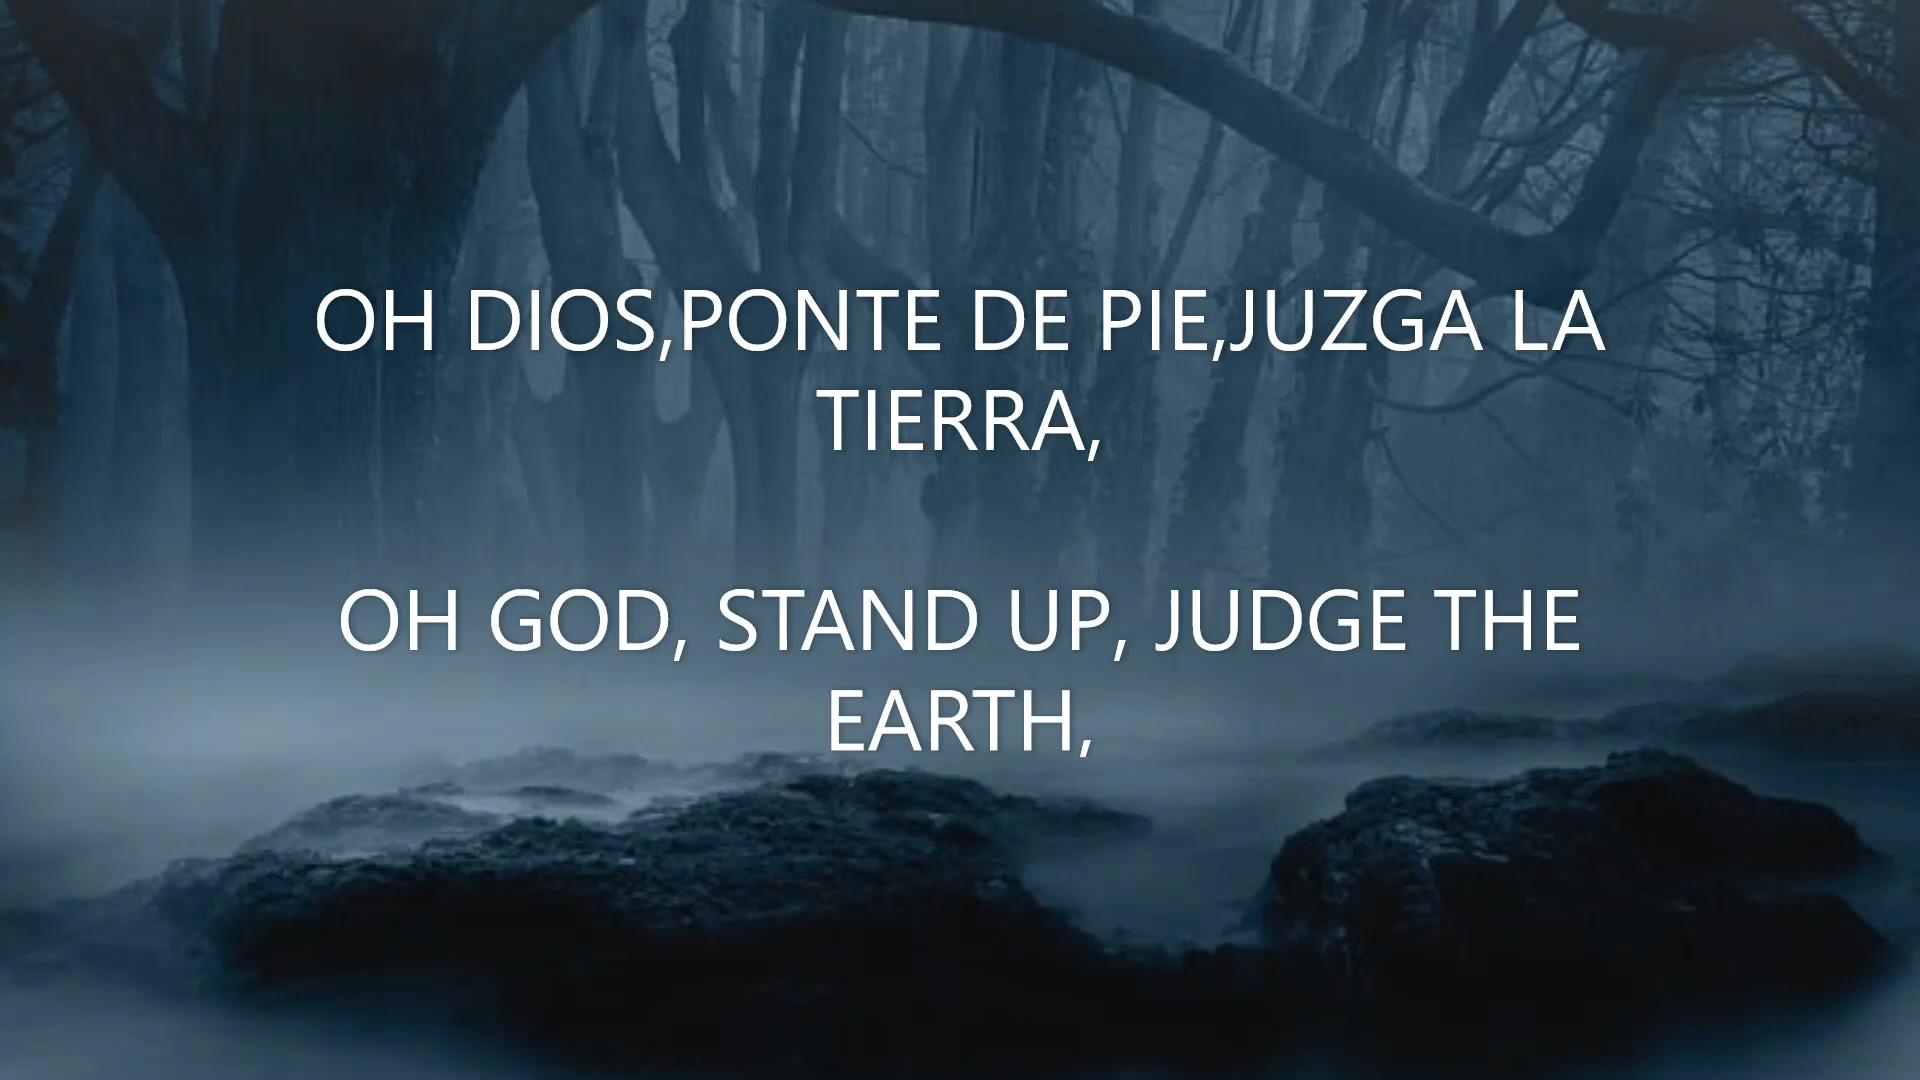 OH DIOS,PONTE DE PIE,JUZGA LA
TIERRA,
OH GOD, STAND UP, JUDGE THE
EARTH,